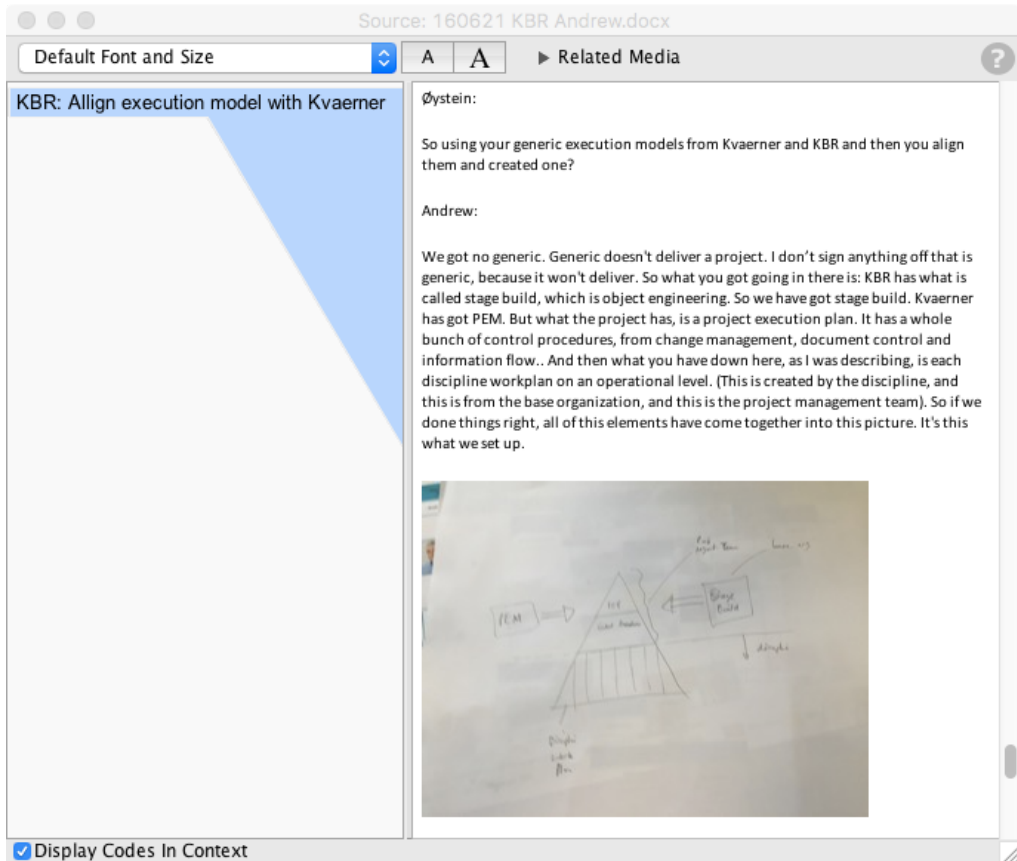 Source: 160621 KBR Andrew.docx
Default Font and Size
A A
Related Media
?
KBR: Allign execution model with Kvaerner
Øystein:
So using your generic execution models from Kvaerner and KBR and then you align
them and created one?
Andrew:
We got no generic. Generic doesn't deliver a project. I don't sign anything off that is
generic, because it won't deliver. So what you got going in there is: KBR has what is
called stage build, which is object engineering. So we have got stage build. Kvaerner
has got PEM. But what the project has, is a project execution plan. It has a whole
bunch of control procedures, from change management, document control and
information flow.. And then what you have down here, as I was describing, is each
discipline workplan on an operational level. (This is created by the discipline, and
this is from the base organization, and this is the project management team). So if we
done things right, all of this elements have come together into this picture. It's this
what we set up.
PEM
Build
Display Codes In Context